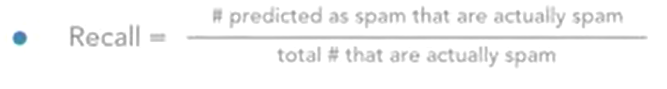 # predicted as spam that are actually spam
Recall =
total # that are actually spam